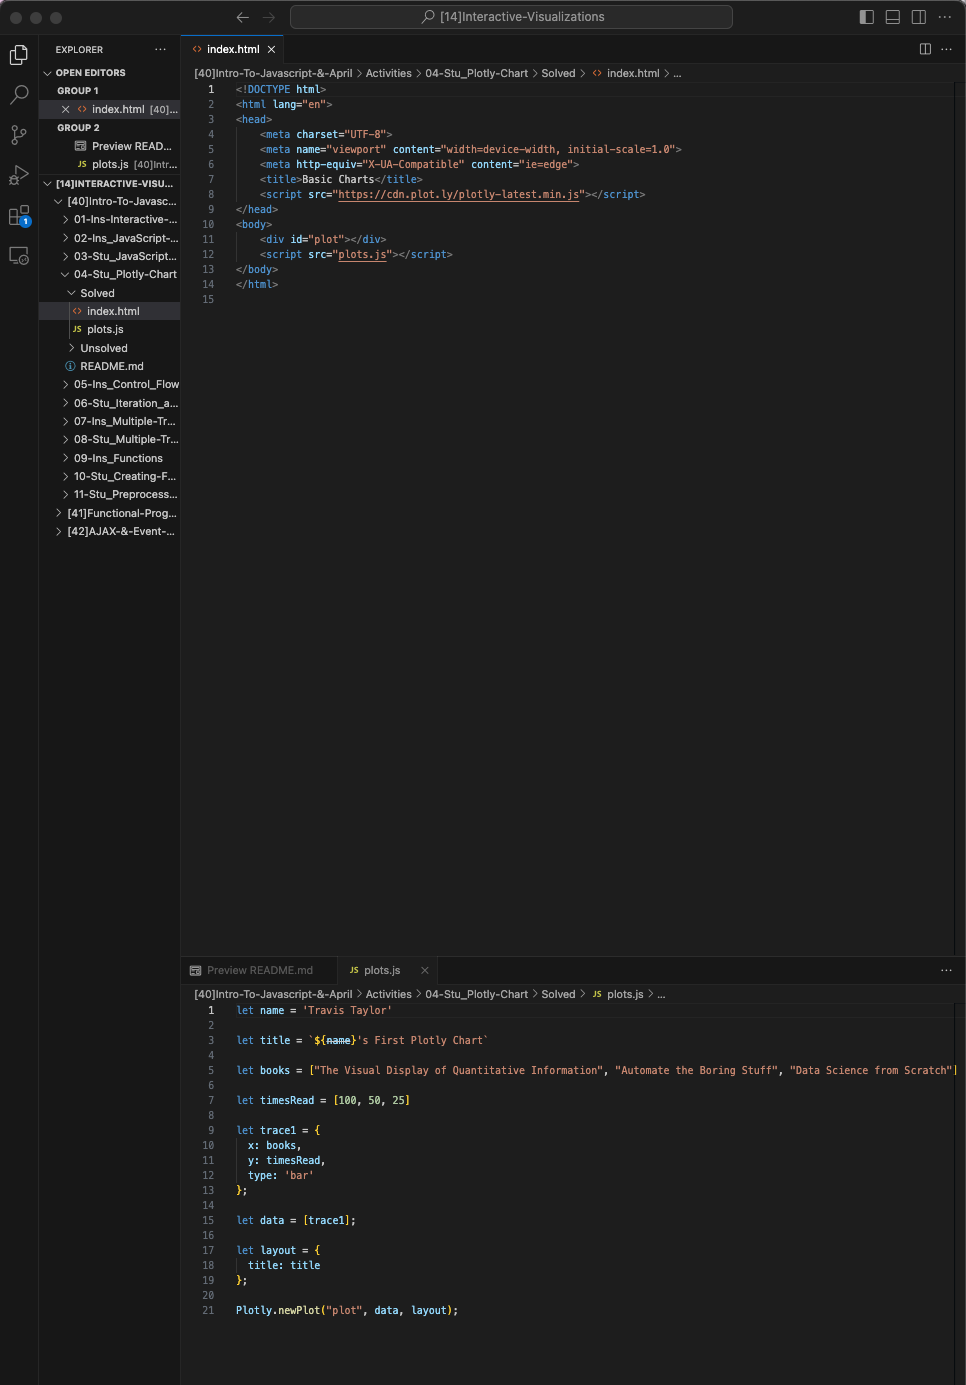 [14]Interactive-Visualizations
EXPLORER
OPEN EDITORS
GROUP 1
index.html [40]...
GROUP 2
Preview READ...
JS plots.js [40]Intr...
[14]INTERACTIVE-VISU...
[40]Intro-To-Javasc...
01-Ins-Interactive-...
02-Ins_JavaScript-...
03-Stu_JavaScript...
04-Stu_Plotly-Chart
Solved
index.html
JS plots.js
Unsolved
README.md
05-Ins_Control_Flow
06-Stu_Iteration_a...
07-Ins_Multiple-Tr...
08-Stu_Multiple-Tr...
09-Ins_Functions
10-Stu_Creating-F...
11-Stu_Preprocess...
[41]Functional-Prog...
[42]AJAX-&-Event-...
1
index.html
[40]Intro-To-Javascript-&-April > Activities > 04-Stu_Plotly-Chart > Solved > index.html > ...
1 <!DOCTYPE html>
2 <html lang="en">
3 <head>
4 <meta charset="UTF-8">
5 <meta name="viewport" content="width=device-width, initial-scale=1.0">
6 <meta http-equiv="X-UA-Compatible" content="ie=edge">
7 <title>Basic Charts</title>
8 <script src="https://cdn.plot.ly/plotly-latest.min.js"></script>
9 </head>
10 <body>
11 <div id="plot"></div>
12 <script src="plots.js"></script>
13 </body>
14 </html>
15
Preview README.md JS plots.js
[40]Intro-To-Javascript-&-April > Activities > 04-Stu_Plotly-Chart > Solved > JS plots.js > ...
1 let name = 'Travis Taylor'
2
3 let title = `${name}'s First Plotly Chart`
4
5 let books = ["The Visual Display of Quantitative Information", "Automate the Boring Stuff", "Data Science from Scratch"]
6
7 let timesRead = [100, 50, 25]
8
9 let trace1 = {
10 x: books,
11 y: timesRead,
12 type: 'bar'
13 };
14
15 let data = [trace1];
16
17 let layout = {
18 title: title
19 };
20
21 Plotly.newPlot("plot", data, layout);